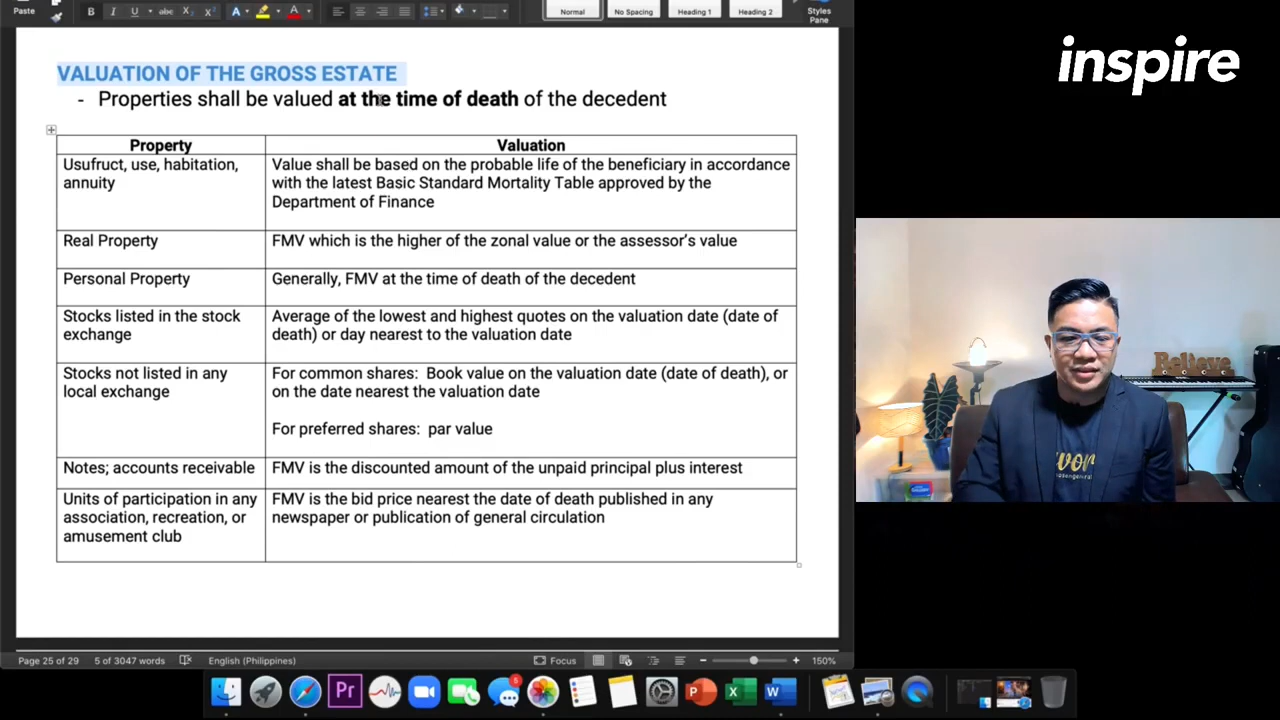 Paste
B I U abc X₂ X² A A
Normal
No Spacing
Heading 1
Heading 2
Styles
Pane
inspire
VALUATION OF THE GROSS ESTATE
- Properties shall be valued at the time of death of the decedent
Property
Valuation
Usufruct, use, habitation,
annuity
Value shall be based on the probable life of the beneficiary in accordance
with the latest Basic Standard Mortality Table approved by the
Department of Finance
Real Property
FMV which is the higher of the zonal value or the assessor's value
Personal Property
Generally, FMV at the time of death of the decedent
Stocks listed in the stock
exchange
Average of the lowest and highest quotes on the valuation date (date of
death) or day nearest to the valuation date
Stocks not listed in any
local exchange
For common shares: Book value on the valuation date (date of death), or
on the date nearest the valuation date
For preferred shares: par value
Notes; accounts receivable
FMV is the discounted amount of the unpaid principal plus interest
Units of participation in any
association, recreation, or
amusement club
FMV is the bid price nearest the date of death published in any
newspaper or publication of general circulation
Believe
Page 25 of 29
5 of 3047 words
English (Philippines)
Focus
150%
Pr
5
P
X
W